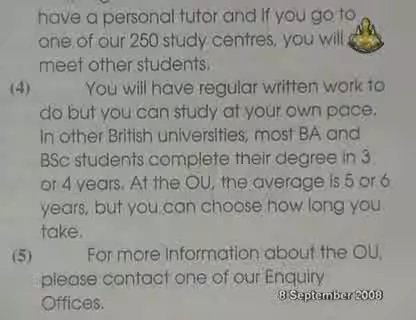 have a personal tutor and if you go to
one of our 250 study centres, you will
meet other students.
(4) You will have regular written work to
do but you can study at your own pace.
In other British universities, most BA and
BSc students complete their degree in 3
or 4 years. At the OU, the average is 5 or 6
years, but you can choose how long you
take.
(5) For more information about the OU,
please contact one of our Enquiry
Offices.
8 September 2008